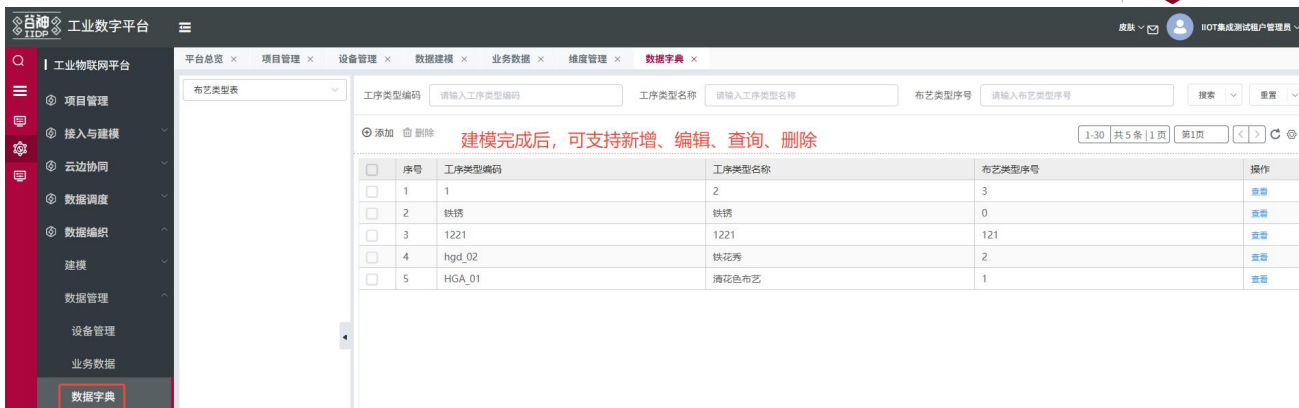 谷神 IIDP 工业数字平台 皮肤 IIOT集成测试租户管理员
工业物联网平台
平台总览 × 项目管理 × 设备管理 × 数据建模 × 业务数据 × 维度管理 × 数据字典 ×
项目管理
接入与建模
云边协同
数据调度
数据编织
建模
数据管理
设备管理
业务数据
数据字典
布艺类型表
工序类型编码 请输入工序类型编码 工序类型名称 请输入工序类型名称 布艺类型序号 请输入布艺类型序号 搜索 重置
添加 删除 建模完成后，可支持新增、编辑、查询、删除 1-30 共 5 条 1 页 第1页
序号 工序类型编码 工序类型名称 布艺类型序号 操作
1 1 2 3 查看
2 铁锈 铁锈 0 查看
3 1221 1221 121 查看
4 hgd_02 铁花秀 2 查看
5 HGA_01 清花色布艺 1 查看